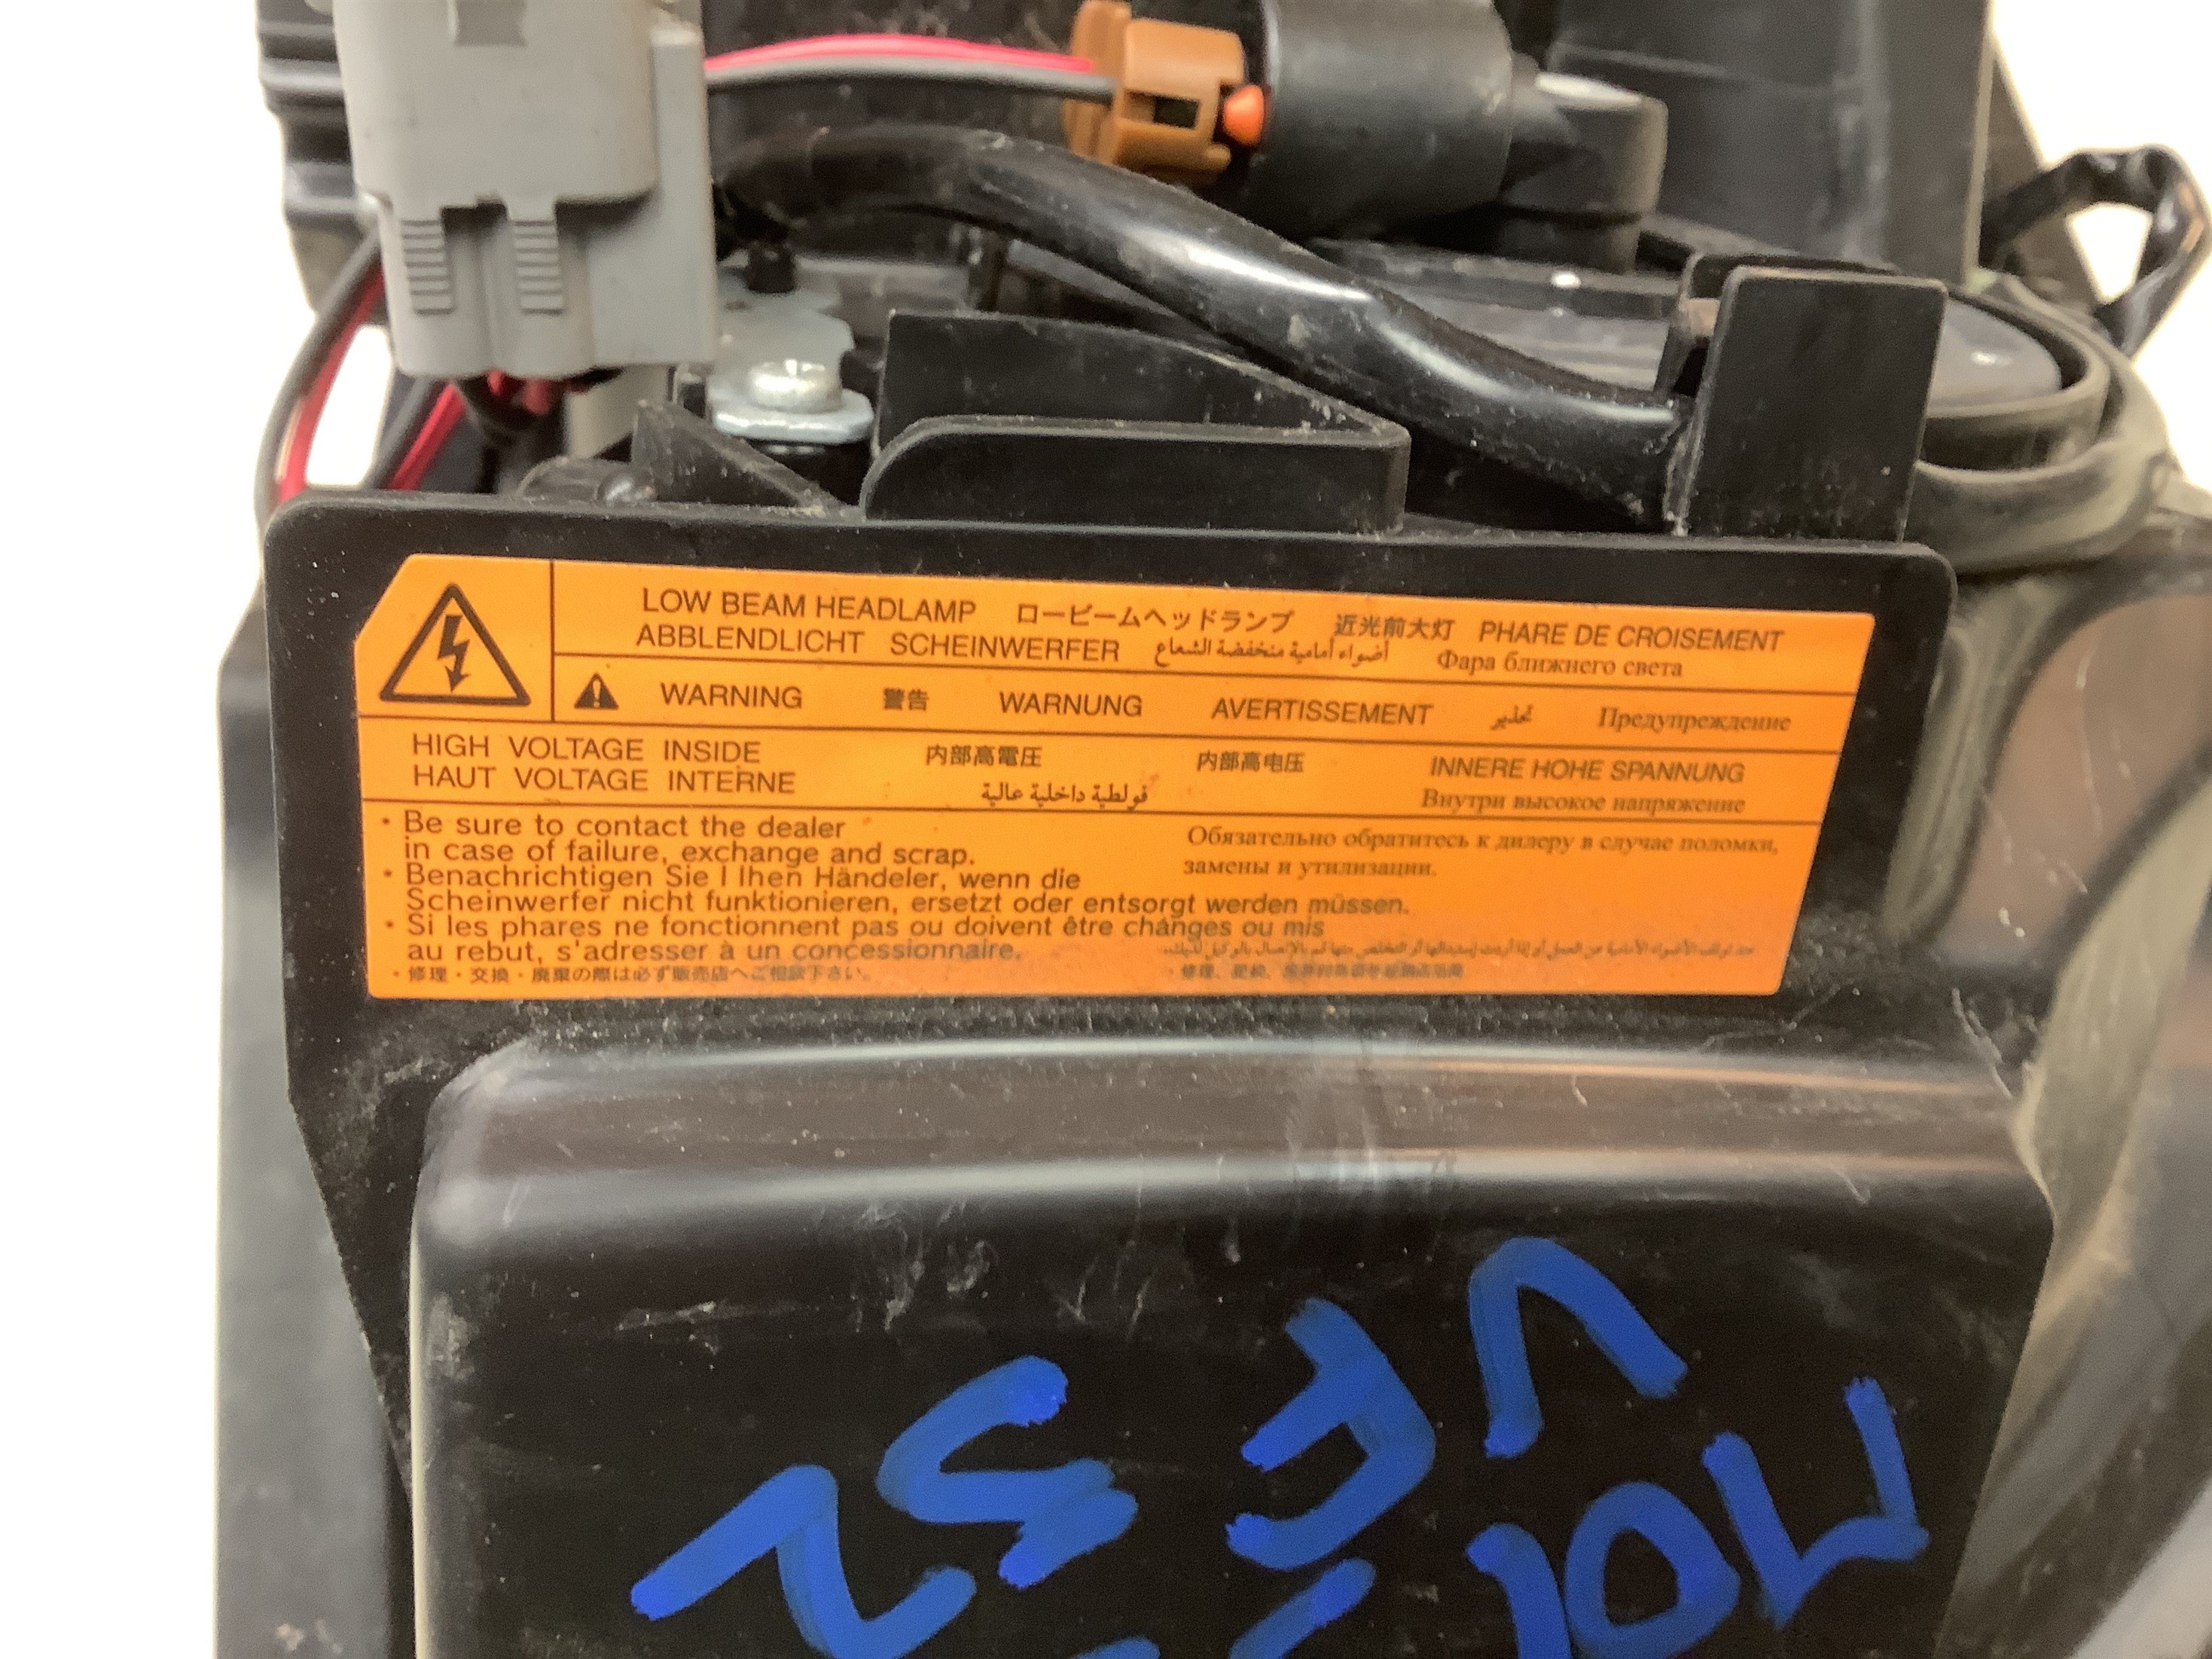 LOW BEAM HEADLAMP ロービームヘッドランプ 近光前大灯 PHARE DE CROISEMENT
ABBLENDLICHT SCHEINWERFER أضواء أمامية منخفضة الشعاع Фара ближнего света
WARNING 警告 WARNUNG AVERTISSEMENT تحذير Предупреждение
HIGH VOLTAGE INSIDE 内部高電圧 内部高电压 INNERE HOHE SPANNUNG
HAUT VOLTAGE INTERNE فولطية داخلية عالية Внутри высокое напряжение
• Be sure to contact the dealer
in case of failure, exchange and scrap.
• Benachrichtigen Sie I Ihen Händeler, wenn die
Scheinwerfer nicht funktionieren, ersetzt oder entsorgt werden müssen.
• Si les phares ne fonctionnent pas ou doivent être changes ou mis
au rebut, s'adresser à un concessionnaire.
・修理・交換・廃棄の際は必ず販売店へご相談下さい。
Обязательно обратитесь к дилеру в случае поломки,
замены и утилизации.